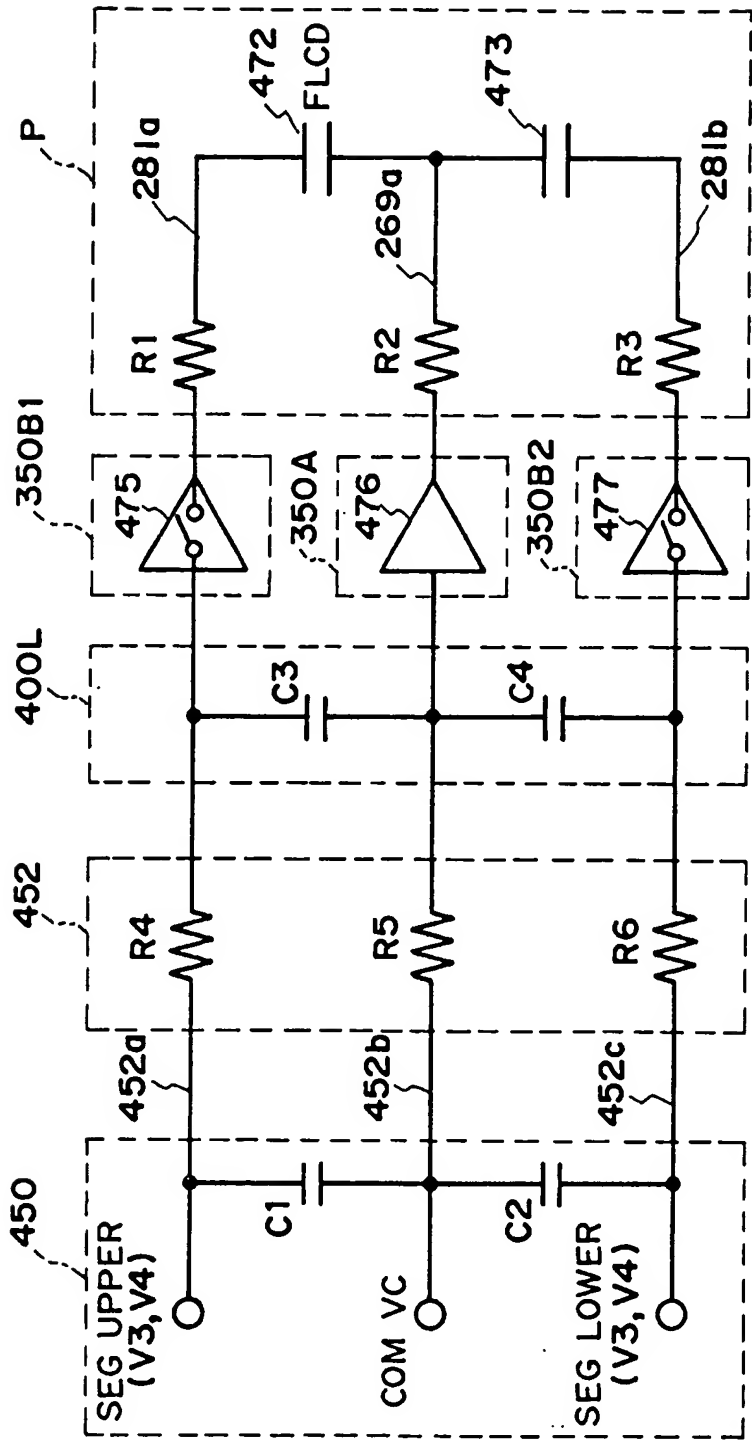 450
452
400L
350B1
P
SEG UPPER
(V3, V4)
452a
R4
475
R1
281a
C1
C3
350A
472
FLCD
COM VC
452b
R5
476
R2
269a
C2
C4
350B2
473
SEG LOWER
(V3, V4)
452c
R6
477
R3
281b